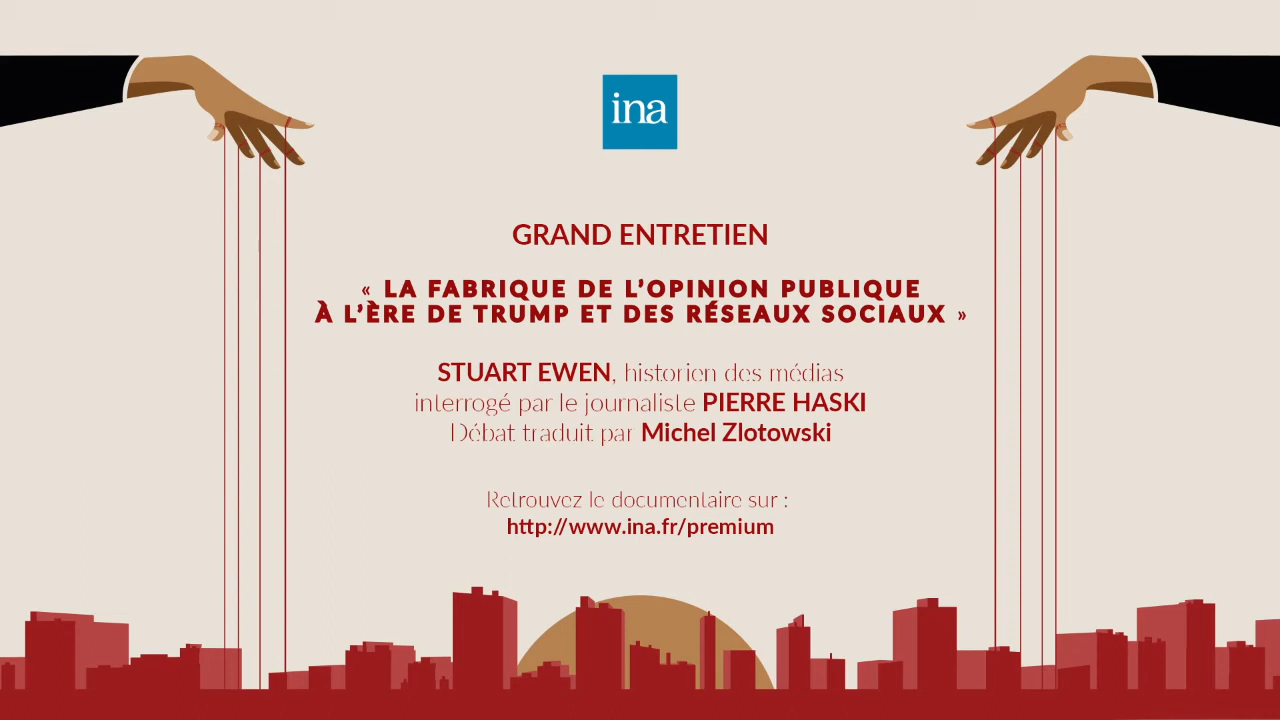 ina
GRAND ENTRETIEN
« LA FABRIQUE DE L'OPINION PUBLIQUE
À L'ÈRE DE TRUMP ET DES RÉSEAUX SOCIAUX »
STUART EWEN, historien des médias
interrogé par le journaliste PIERRE HASKI
Débat traduit par Michel Zlotowski
Retrouvez le documentaire sur :
http://www.ina.fr/premium